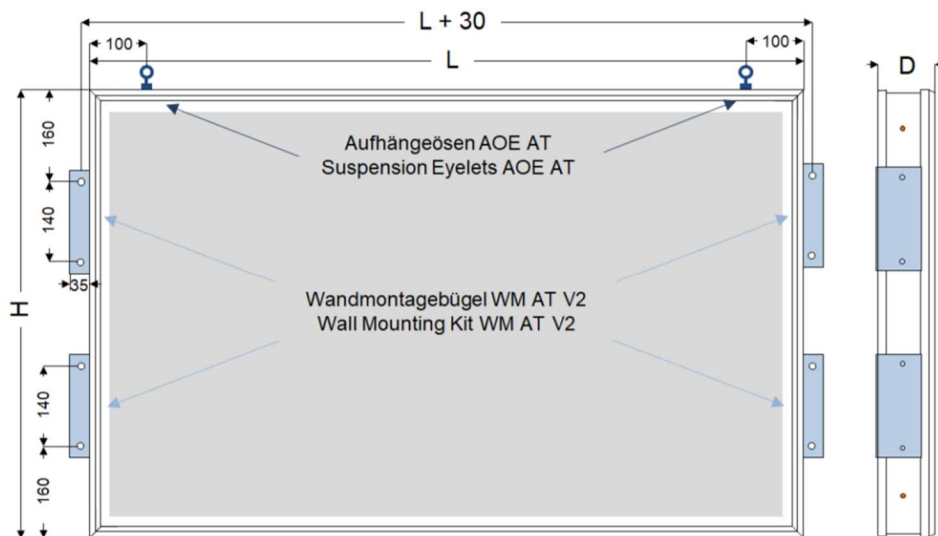 L + 30
100
100
L
D
160
Aufhängeösen AOE AT
Suspension Eyelets AOE AT
140
35
H
Wandmontagebügel WM AT V2
Wall Mounting Kit WM AT V2
140
160